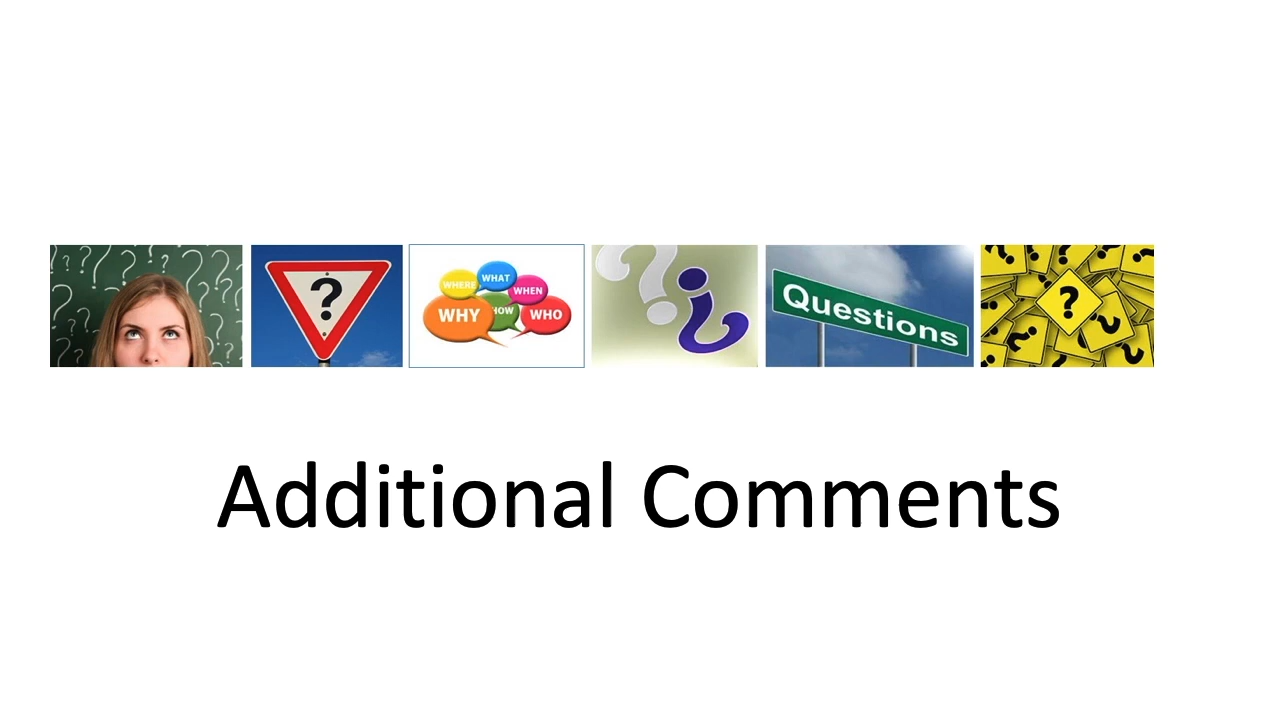 WHERE
WHAT
WHEN
WHY
HOW
WHO
Questions
Additional Comments